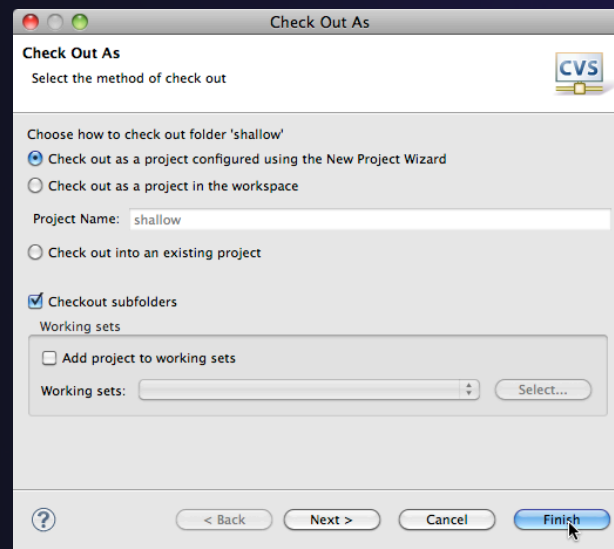 Check Out As
Check Out As
Select the method of check out
CVS
Choose how to check out folder 'shallow'
Check out as a project configured using the New Project Wizard
Check out as a project in the workspace
Project Name: shallow
Check out into an existing project
Checkout subfolders
Working sets
Add project to working sets
Working sets:
Select...
?
< Back
Next >
Cancel
Finish